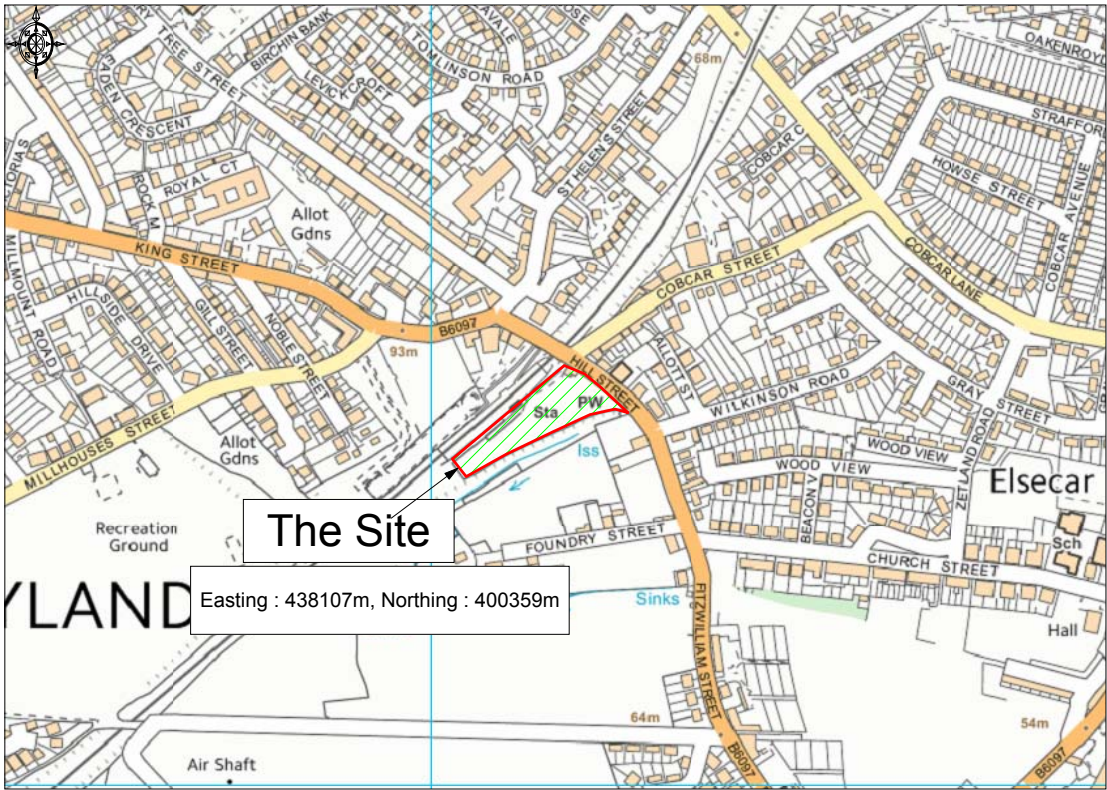 BIRCHIN BANK
TOMLINSON ROAD
OAKENROYD
TREE STREET
LEVICK CROFT
68m
CRESCENT
ST HELENS STREET
COBCAR C
STRAFFOR
HOWSE STREET
ROYAL CT
ROCK M
Allot
Gdns
COBCAR AVENUE
KING STREET
COBCAR STREET
COBCAR LANE
MILLMOUNT ROAD
HILLSIDE DRIVE
GILL STREET
NOBLE STREET
B6097
93m
HILL STREET
ALLOTT ST
GRAY STREET
WILKINSON ROAD
Sta
PW
MILLHOUSES STREET
Allot
Gdns
Iss
WOOD VIEW
WOOD VIEW
ZETLAND ROAD
BEACON V
Elsecar
Sch
Recreation
Ground
The Site
FOUNDRY STREET
CHURCH STREET
YLAND
Easting : 438107m, Northing : 400359m
Sinks
Hall
FITZWILLIAM STREET
64m
54m
Air Shaft
B6097
B6097